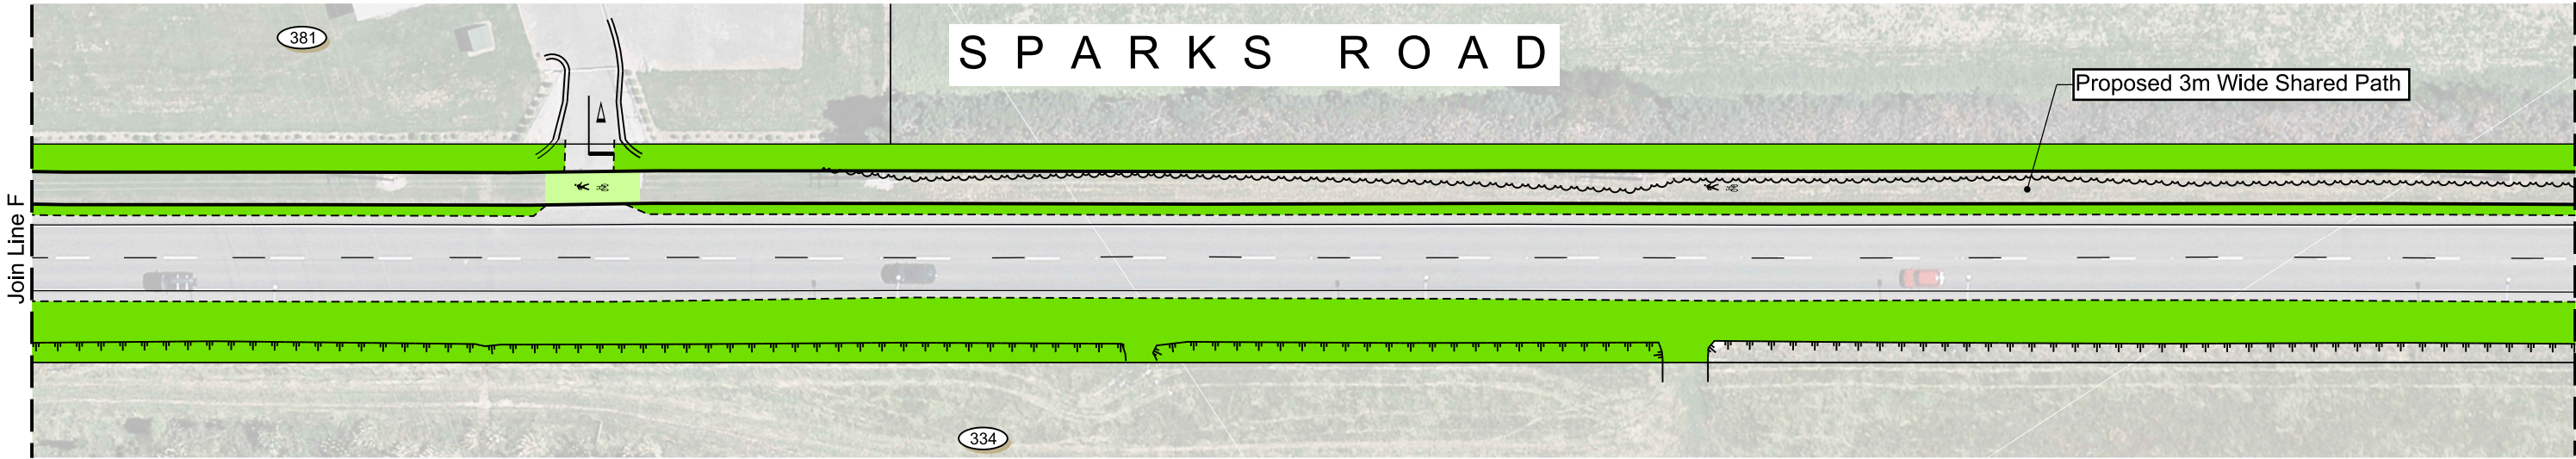 381
SPARKS ROAD
Proposed 3m Wide Shared Path
Join Line F
334